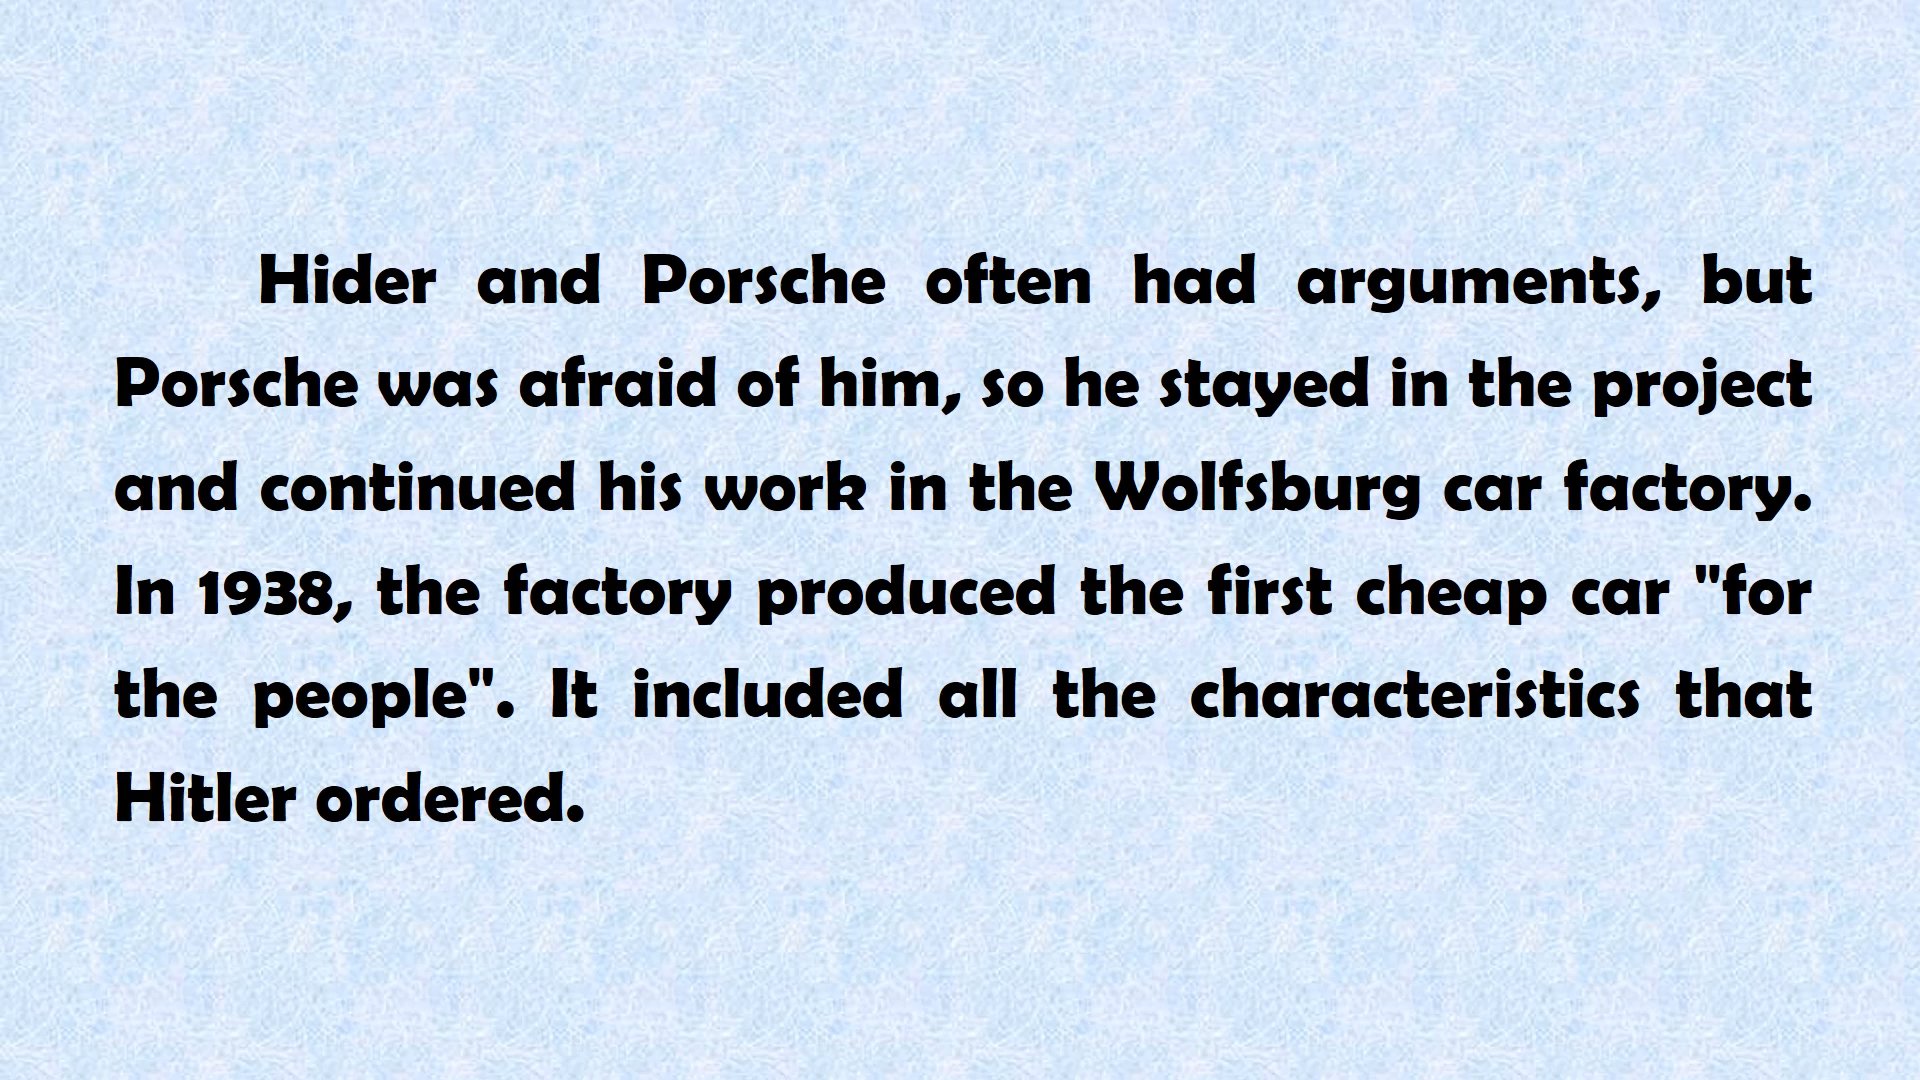 Hider and Porsche often had arguments, but
Porsche was afraid of him, so he stayed in the project
and continued his work in the Wolfsburg car factory.
In 1938, the factory produced the first cheap car "for
the people". It included all the characteristics that
Hitler ordered.